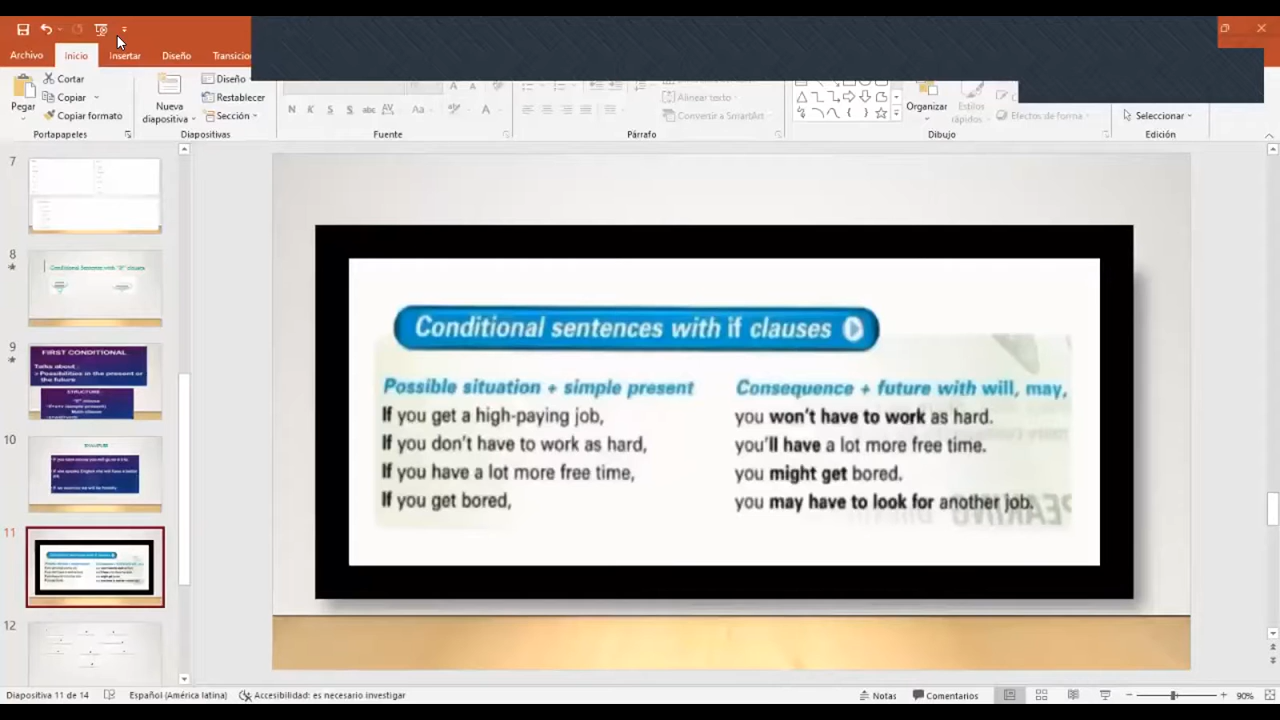 Archivo Inicio Insertar Diseño Transicio
Pegar
Cortar
Copiar
Copiar formato
Portapapeles
Nueva diapositiva
Diseño
Restablecer
Sección
Diapositivas
N K S S abc AV Aa A
Fuente
Alinear texto
Convertir a SmartArt
Párrafo
Organizar
Estilos rápidos
Efectos de forma
Dibujo
Seleccionar
Edición
7
8
Conditional Sentences with "If" clauses
9
FIRST CONDITIONAL
Talks about
Possibilities in the present or
the future
STRUCTURE
10
11
12
Conditional sentences with if clauses
Possible situation + simple present
If you get a high-paying job,
If you don't have to work as hard,
If you have a lot more free time,
If you get bored,
Consequence + future with will, may,
you won't have to work as hard.
you'll have a lot more free time.
you might get bored.
you may have to look for another job.
Diapositiva 11 de 14 Español (América latina) Accesibilidad: es necesario investigar Notas Comentarios 90%